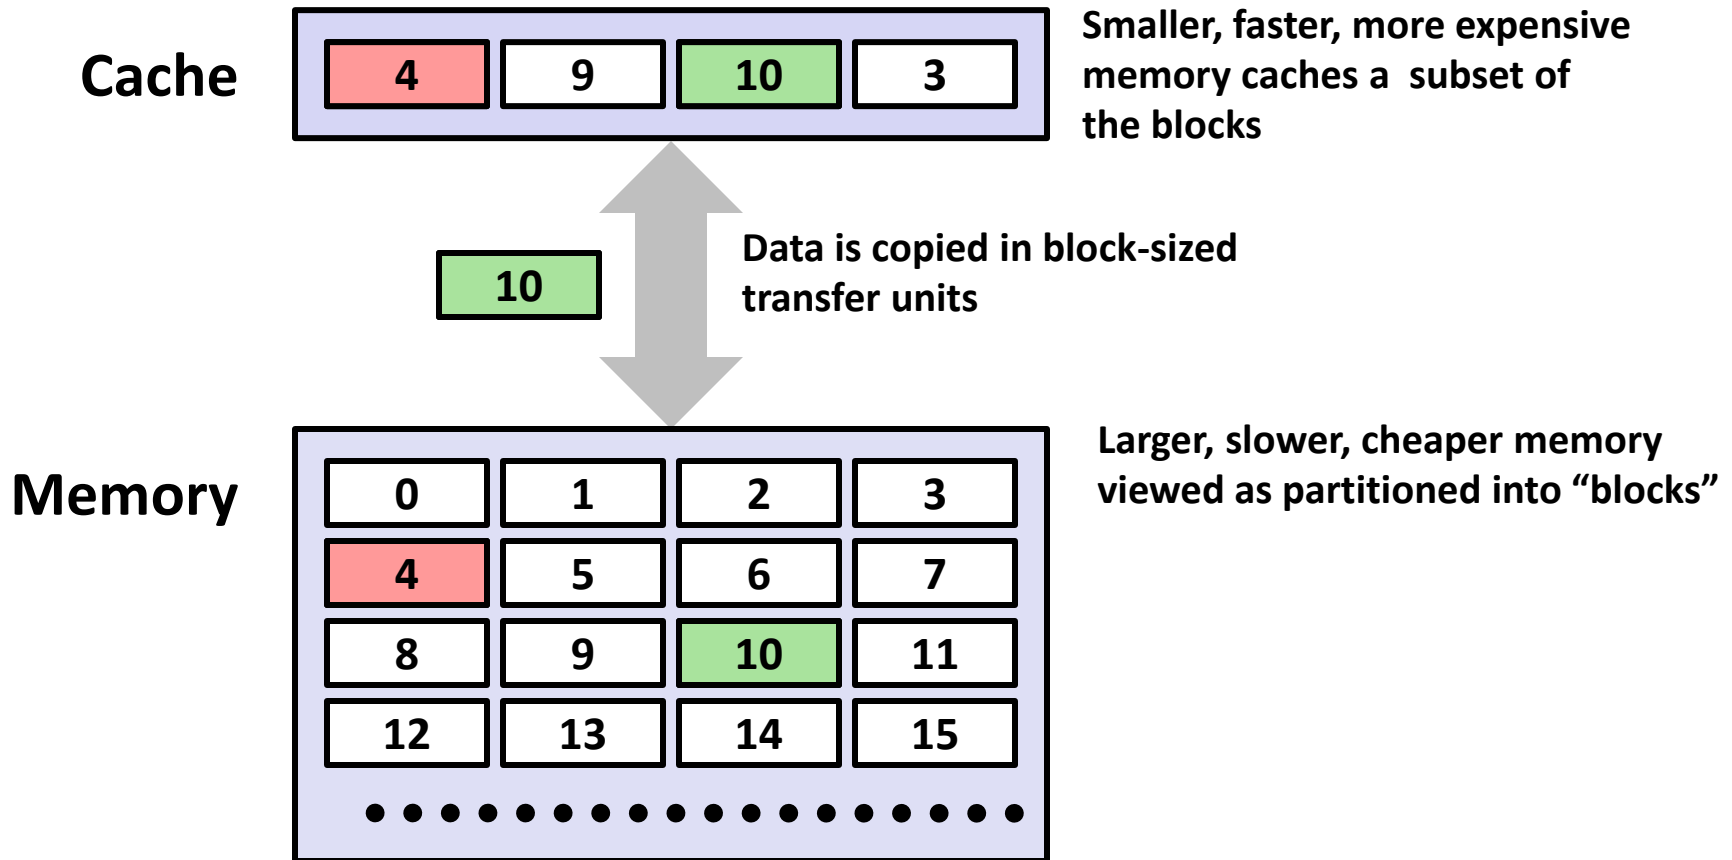 Cache
4 9 10 3
Smaller, faster, more expensive
memory caches a  subset of
the blocks
10
Data is copied in block-sized
transfer units
Memory
Larger, slower, cheaper memory
viewed as partitioned into “blocks”
0 1 2 3
4 5 6 7
8 9 10 11
12 13 14 15